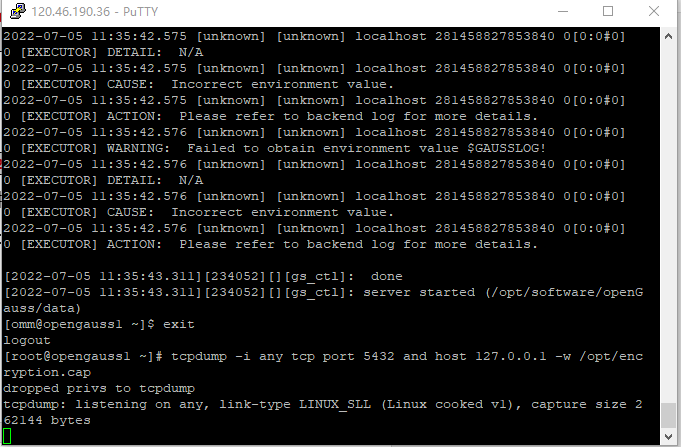 120.46.190.36 - PuTTY
2022-07-05 11:35:42.575 [unknown] [unknown] localhost 281458827853840 0[0:0#0]
0 [EXECUTOR] DETAIL:  N/A
2022-07-05 11:35:42.575 [unknown] [unknown] localhost 281458827853840 0[0:0#0]
0 [EXECUTOR] CAUSE:  Incorrect environment value.
2022-07-05 11:35:42.575 [unknown] [unknown] localhost 281458827853840 0[0:0#0]
0 [EXECUTOR] ACTION:  Please refer to backend log for more details.
2022-07-05 11:35:42.576 [unknown] [unknown] localhost 281458827853840 0[0:0#0]
0 [EXECUTOR] WARNING:  Failed to obtain environment value $GAUSSLOG!
2022-07-05 11:35:42.576 [unknown] [unknown] localhost 281458827853840 0[0:0#0]
0 [EXECUTOR] DETAIL:  N/A
2022-07-05 11:35:42.576 [unknown] [unknown] localhost 281458827853840 0[0:0#0]
0 [EXECUTOR] CAUSE:  Incorrect environment value.
2022-07-05 11:35:42.576 [unknown] [unknown] localhost 281458827853840 0[0:0#0]
0 [EXECUTOR] ACTION:  Please refer to backend log for more details.
[2022-07-05 11:35:43.311][234052][][gs_ctl]:  done
[2022-07-05 11:35:43.311][234052][][gs_ctl]: server started (/opt/software/openG
auss/data)
[omm@opengauss1 ~]$ exit
logout
[root@opengauss1 ~]# tcpdump -i any tcp port 5432 and host 127.0.0.1 -w /opt/enc
ryption.cap
dropped privs to tcpdump
tcpdump: listening on any, link-type LINUX_SLL (Linux cooked v1), capture size 2
62144 bytes